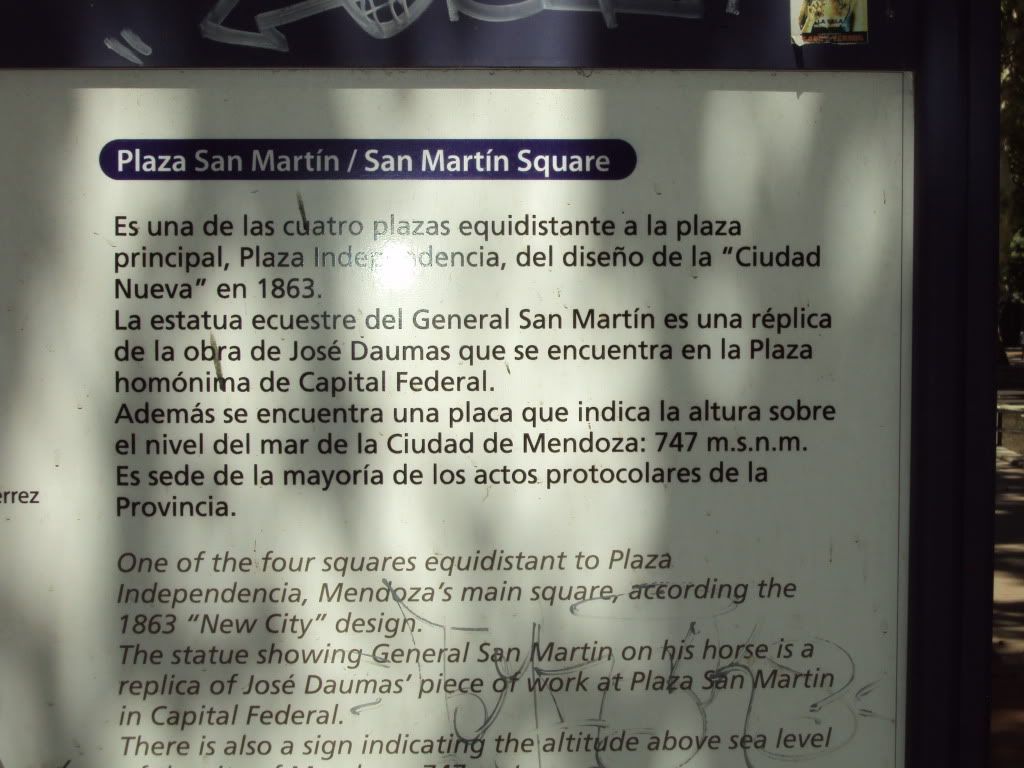 Plaza San Martín / San Martín Square
Es una de las cuatro plazas equidistante a la plaza
principal, Plaza Independencia, del diseño de la "Ciudad
Nueva" en 1863.
La estatua ecuestre del General San Martín es una réplica
de la obra de José Daumas que se encuentra en la Plaza
homónima de Capital Federal.
Además se encuentra una placa que indica la altura sobre
el nivel del mar de la Ciudad de Mendoza: 747 m.s.n.m.
Es sede de la mayoría de los actos protocolares de la
Provincia.
One of the four squares equidistant to Plaza
Independencia, Mendoza's main square, according the
1863 "New City" design.
The statue showing General San Martin on his horse is a
replica of José Daumas' piece of work at Plaza San Martin
in Capital Federal.
There is also a sign indicating the altitude above sea level